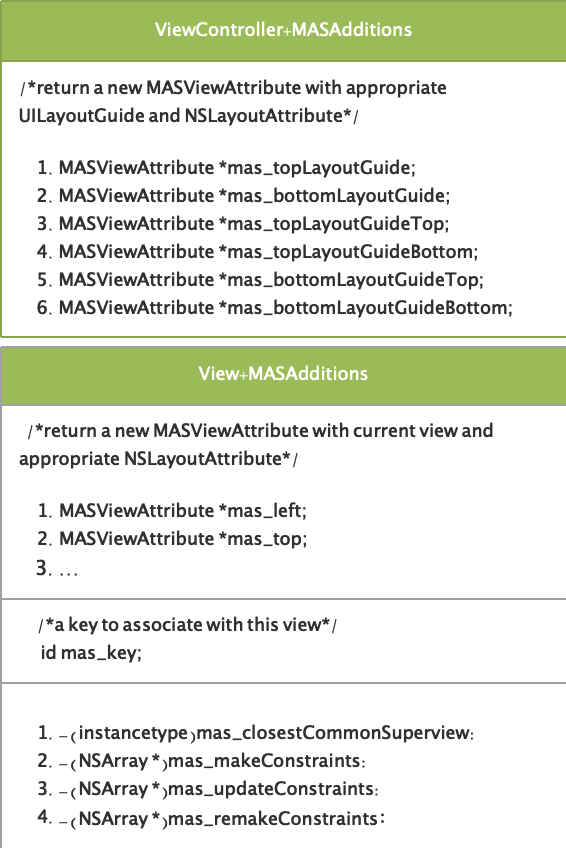 ViewController+MASAdditions
/*return a new MASViewAttribute with appropriate
UILayoutGuide and NSLayoutAttribute*/
1. MASViewAttribute *mas_topLayoutGuide;
2. MASViewAttribute *mas_bottomLayoutGuide;
3. MASViewAttribute *mas_topLayoutGuideTop;
4. MASViewAttribute *mas_topLayoutGuideBottom;
5. MASViewAttribute *mas_bottomLayoutGuideTop;
6. MASViewAttribute *mas_bottomLayoutGuideBottom;
View+MASAdditions
/*return a new MASViewAttribute with current view and
appropriate NSLayoutAttribute*/
1. MASViewAttribute *mas_left;
2. MASViewAttribute *mas_top;
3. ...
/*a key to associate with this view*/
id mas_key;
1. -(instancetype)mas_closestCommonSuperview:
2. -(NSArray *)mas_makeConstraints:
3. -(NSArray *)mas_updateConstraints:
4. -(NSArray *)mas_remakeConstraints：